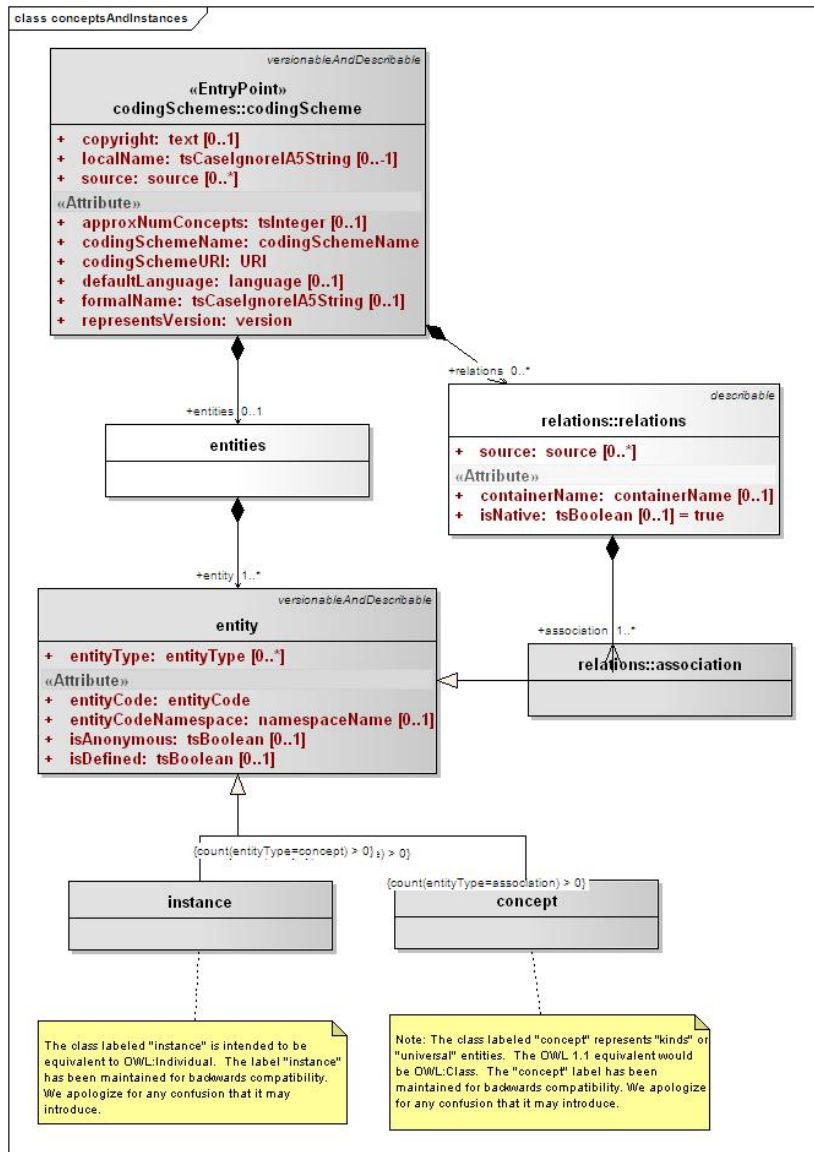 class conceptsAndInstances
versionableAndDescribable
«EntryPoint»
codingSchemes::codingScheme
+ copyright: text [0..1]
+ localName: tsCaseIgnoreIA5String [0..-1]
+ source: source [0..*]
«Attribute»
+ approxNumConcepts: tsInteger [0..1]
+ codingSchemeName: codingSchemeName
+ codingSchemeURI: URI
+ defaultLanguage: language [0..1]
+ formalName: tsCaseIgnoreIA5String [0..1]
+ representsVersion: version
+relations 0..*
describable
relations::relations
+ source: source [0..*]
«Attribute»
+ containerName: containerName [0..1]
+ isNative: tsBoolean [0..1] = true
+entities 0..1
entities
+entity 1..*
versionableAndDescribable
entity
+ entityType: entityType [0..*]
«Attribute»
+ entityCode: entityCode
+ entityCodeNamespace: namespaceName [0..1]
+ isAnonymous: tsBoolean [0..1]
+ isDefined: tsBoolean [0..1]
+association 1..*
relations::association
{count(entityType=concept) > 0}
) > 0}
{count(entityType=association) > 0}
instance
concept
The class labeled "instance" is intended to be
equivalent to OWL:Individual. The label "instance"
has been maintained for backwards compatibility.
We apologize for any confusion that it may
introduce.
Note: The class labeled "concept" represents "kinds" or
"universal" entities. The OWL 1.1 equivalent would
be OWL:Class. The "concept" label has been
maintained for backwards compatibility. We apologize
for any confusion that it may introduce.